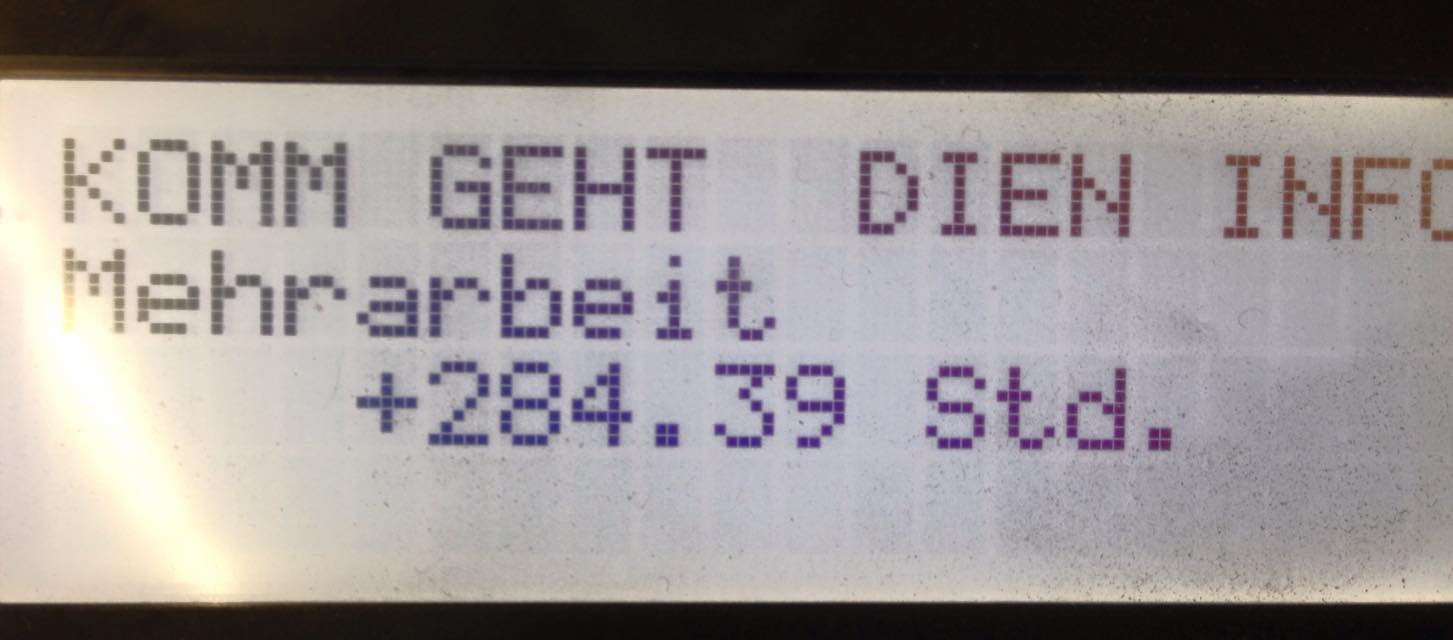 KOMM GEHT DIEN INFO
Mehrarbeit
+284.39 Std.